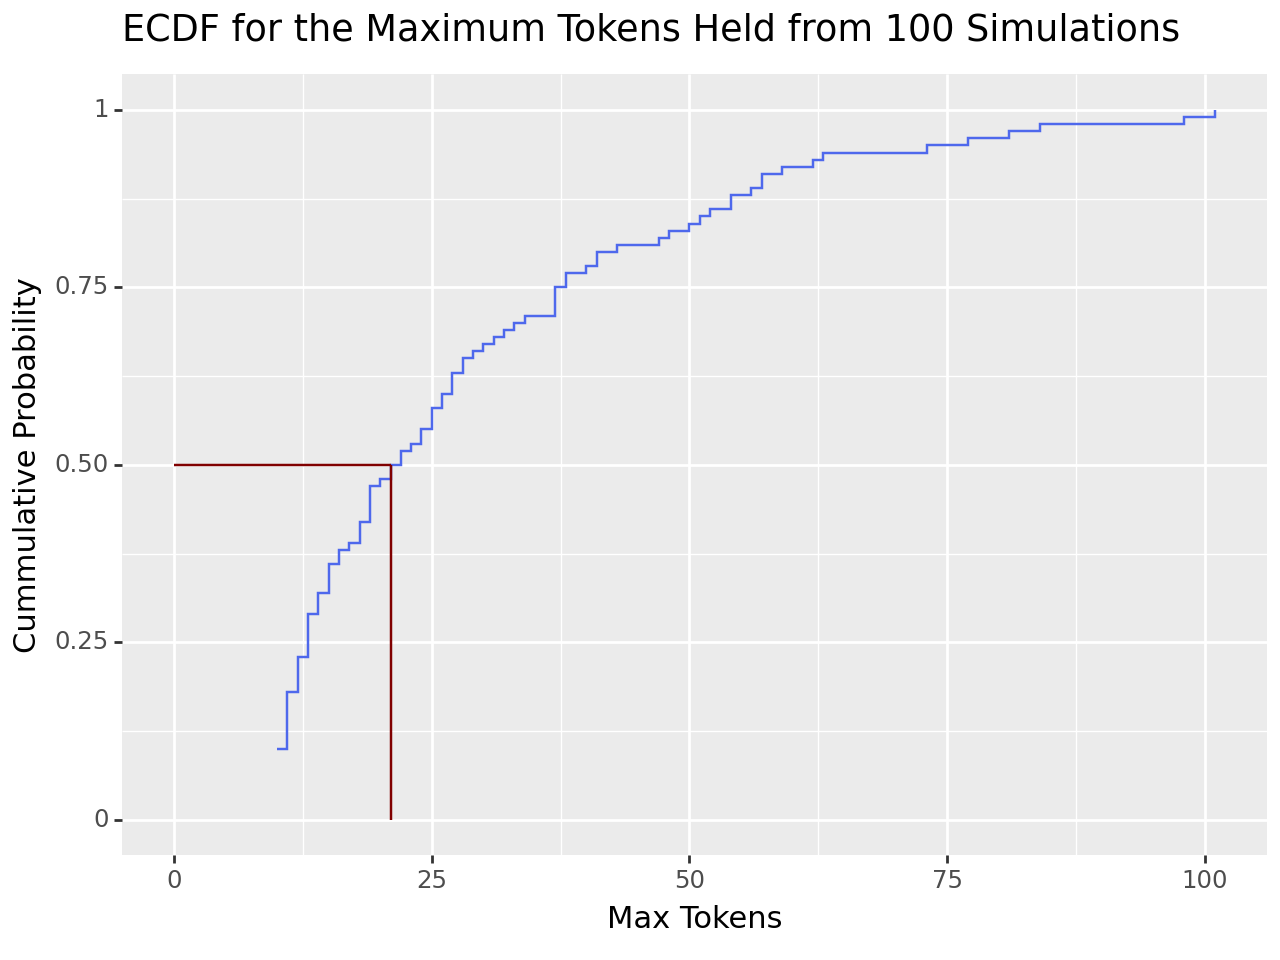 ECDF for the Maximum Tokens Held from 100 Simulations
Cummulative Probability
1
0.75
0.50
0.25
0
0 25 50 75 100
Max Tokens